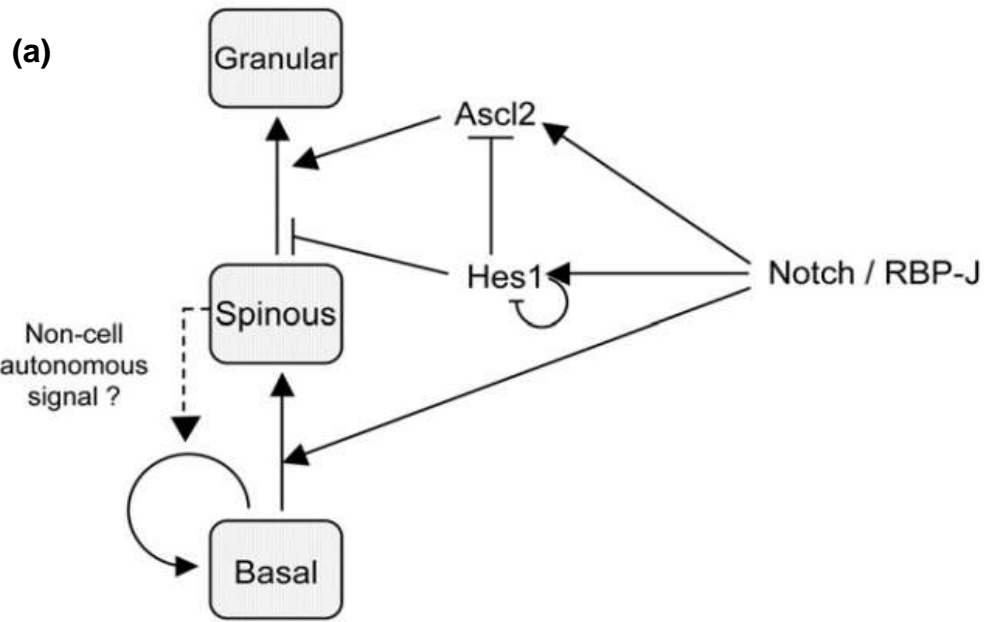 (a)
Granular
Ascl2
Hes1
Notch / RBP-J
Spinous
Non-cell
autonomous
signal ?
Basal